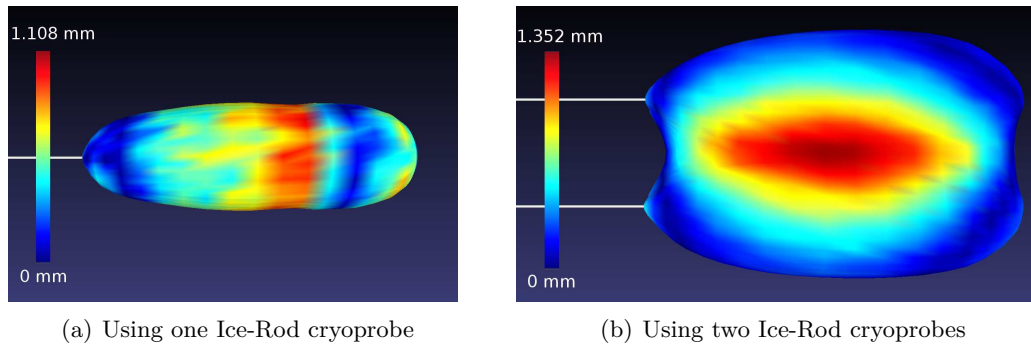 1.108 mm
0 mm
(a) Using one Ice-Rod cryoprobe
1.352 mm
0 mm
(b) Using two Ice-Rod cryoprobes